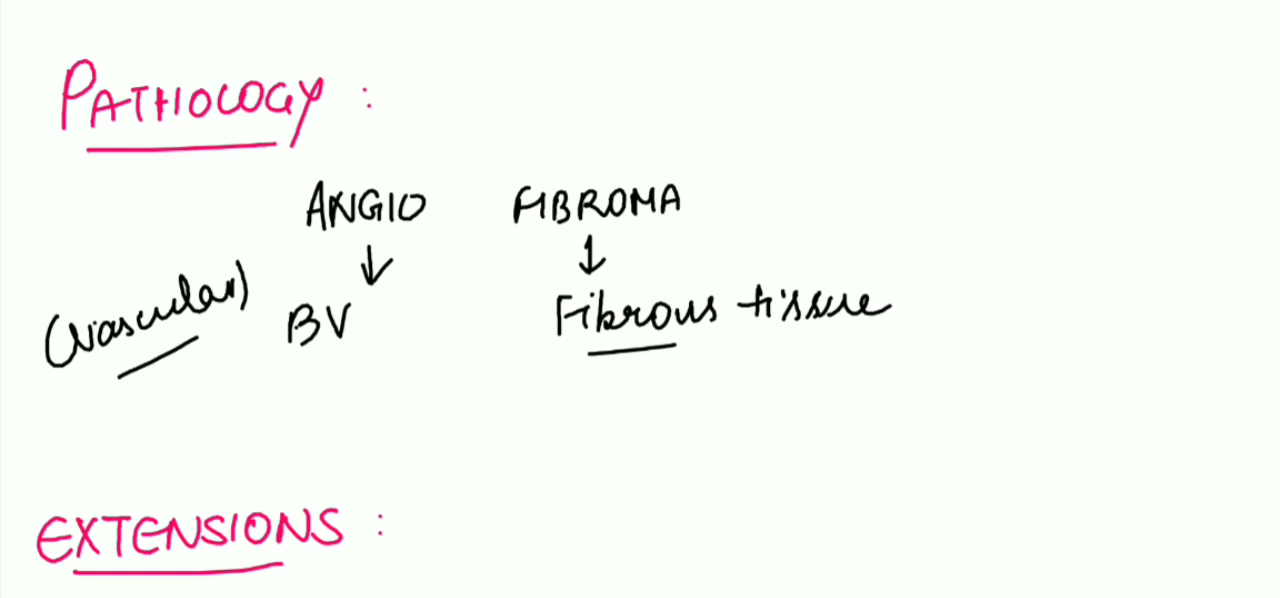 PATHOLOGY :
ANGIO FIBROMA
↓ ↓
(Vascular) BV Fibrous tissue
EXTENSIONS :